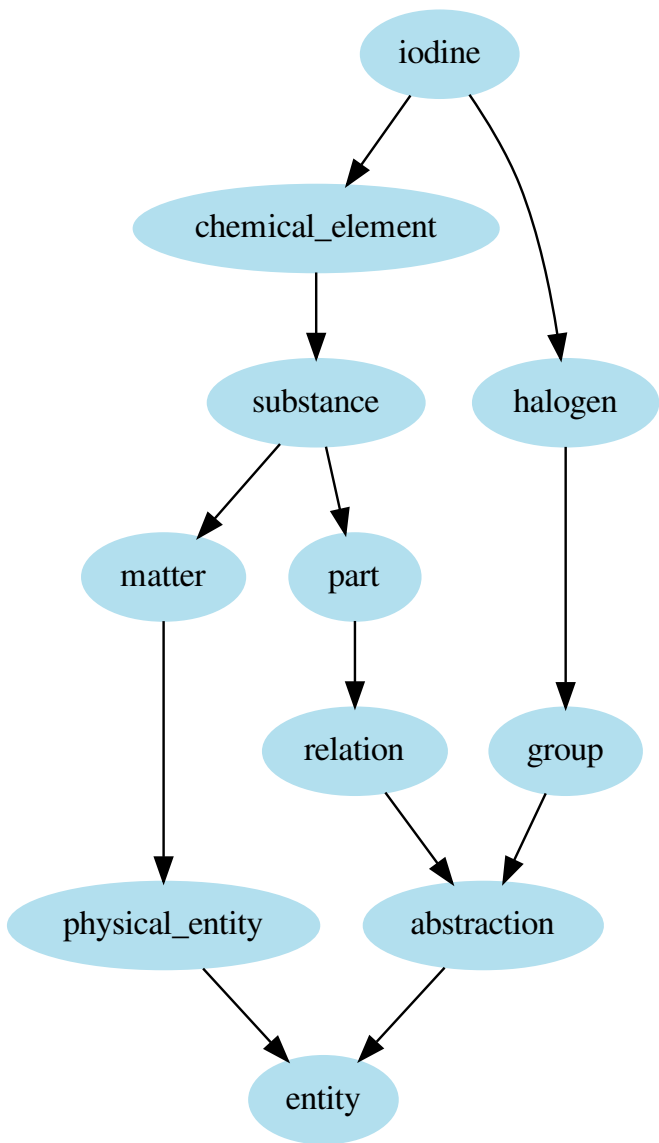 iodine
chemical_element
substance
halogen
matter
part
relation
group
physical_entity
abstraction
entity